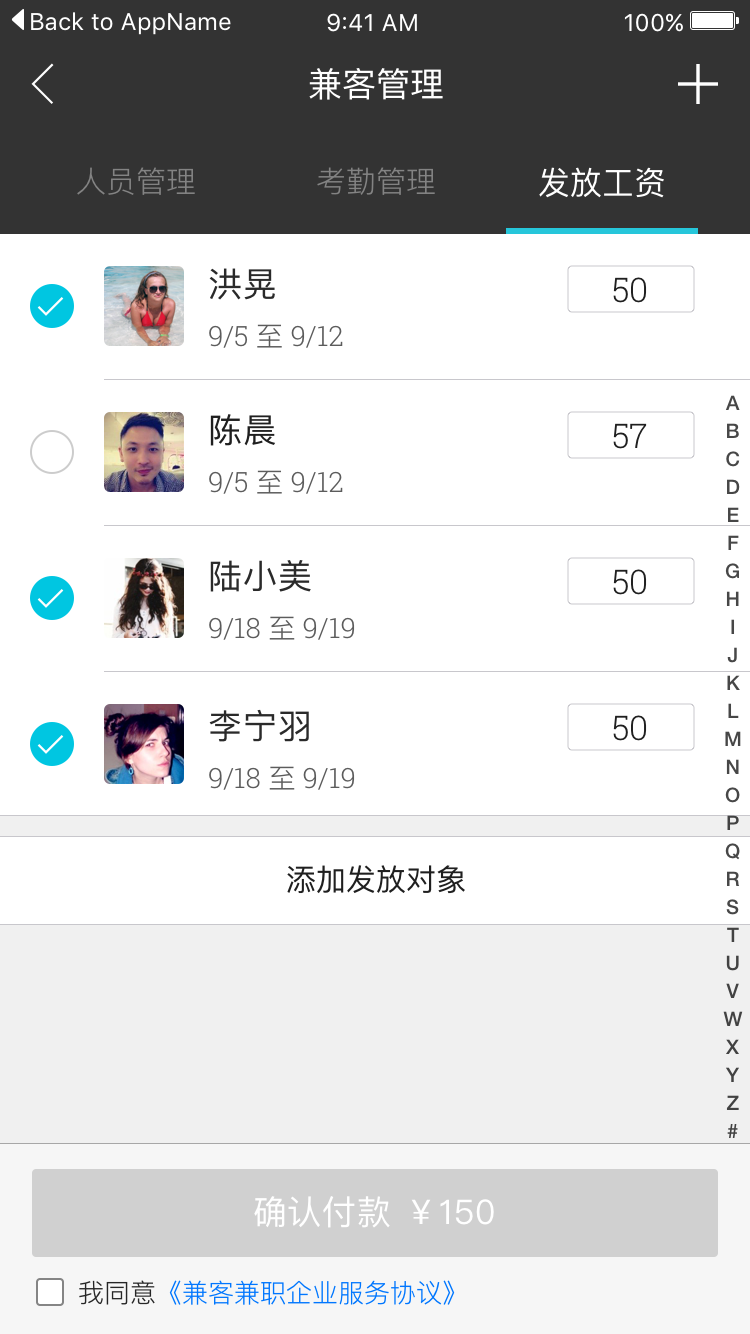 Back to AppName 9:41 AM 100%
兼客管理
人员管理 考勤管理 发放工资
洪晃 50
9/5 至 9/12
陈晨 57
9/5 至 9/12
陆小美 50
9/18 至 9/19
李宁羽 50
9/18 至 9/19
添加发放对象
A
B
C
D
E
F
G
H
I
J
K
L
M
N
O
P
Q
R
S
T
U
V
W
X
Y
Z
#
确认付款 ￥150
我同意《兼客兼职企业服务协议》